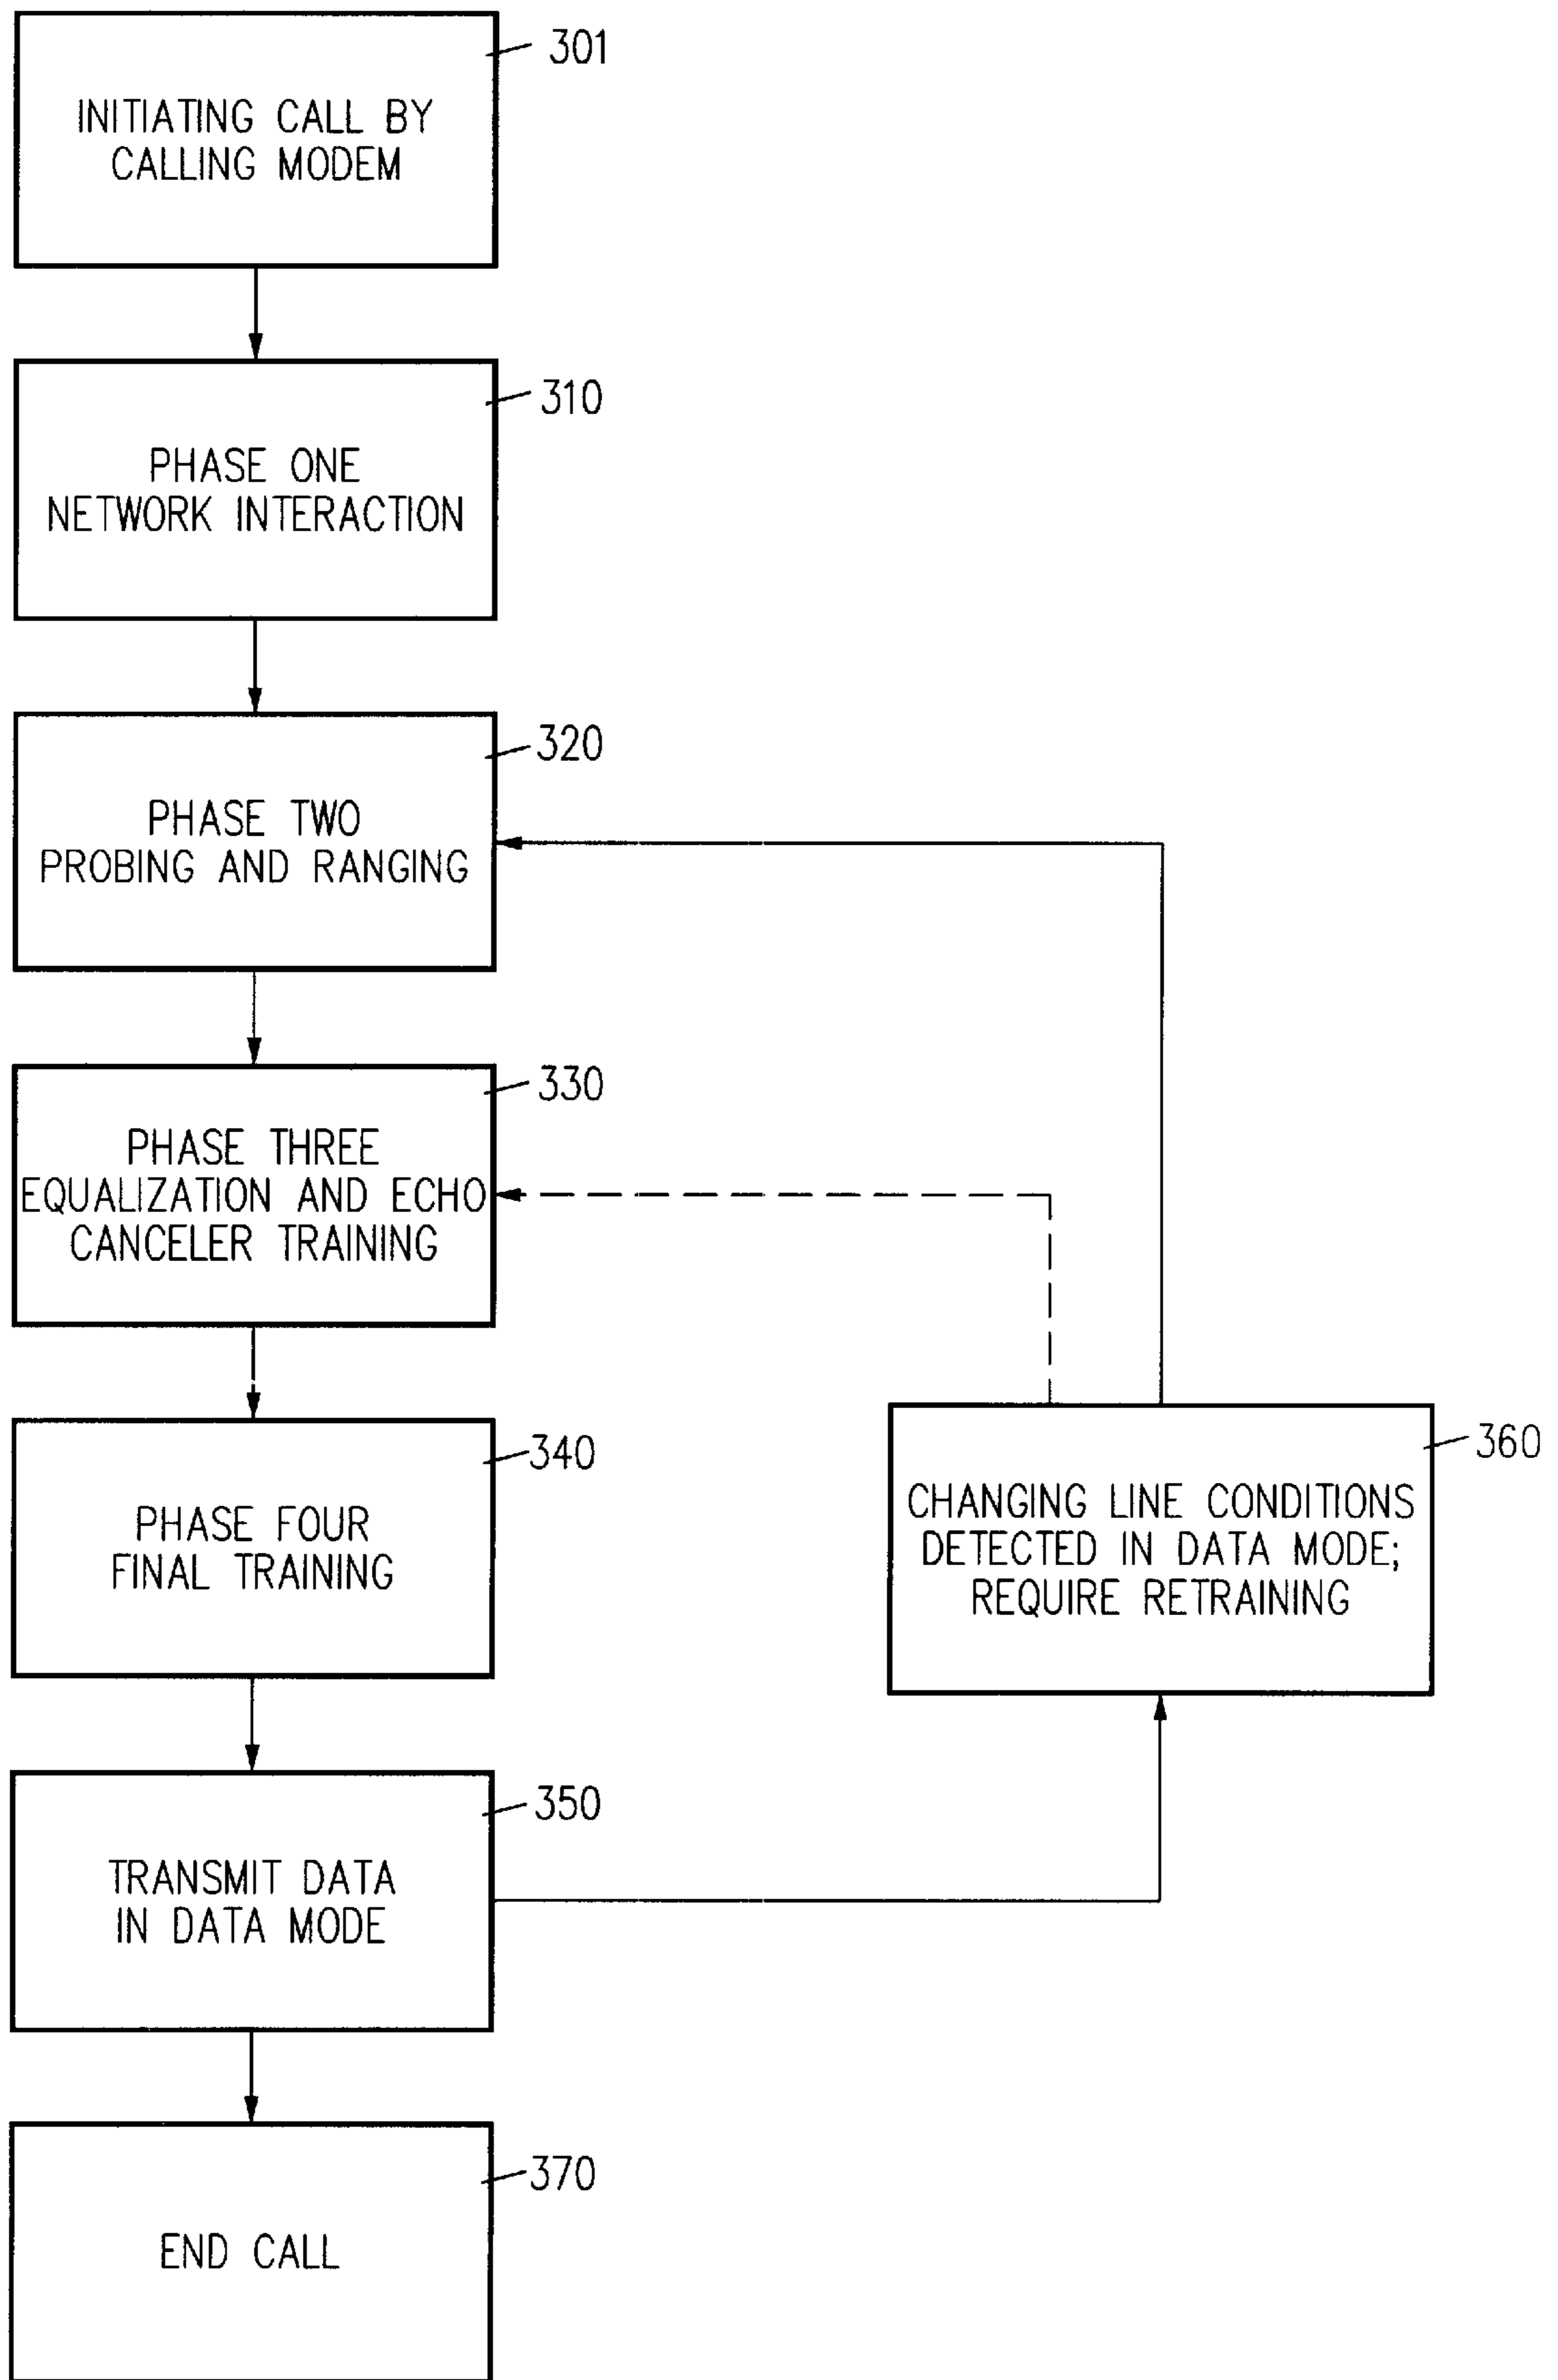 301
INITIATING CALL BY
CALLING MODEM
310
PHASE ONE
NETWORK INTERACTION
320
PHASE TWO
PROBING AND RANGING
330
PHASE THREE
EQUALIZATION AND ECHO
CANCELER TRAINING
340
PHASE FOUR
FINAL TRAINING
360
CHANGING LINE CONDITIONS
DETECTED IN DATA MODE;
REQUIRE RETRAINING
350
TRANSMIT DATA
IN DATA MODE
370
END CALL